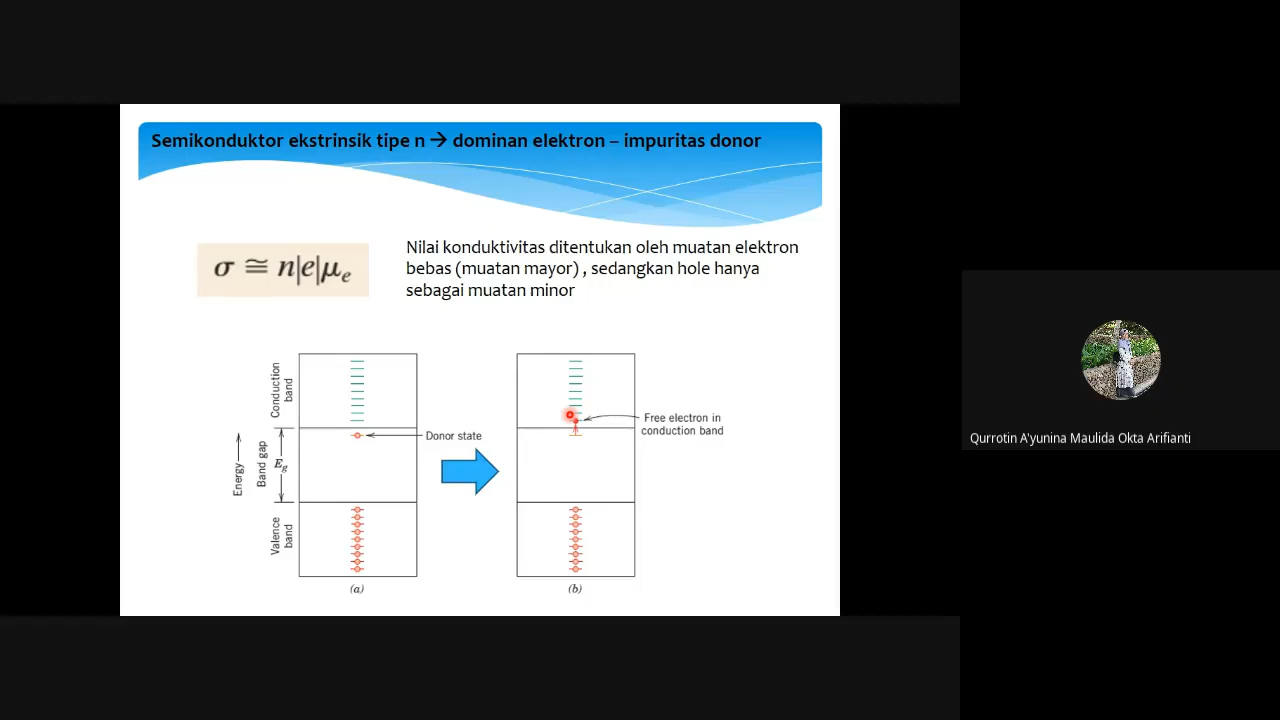 Semikonduktor ekstrinsik tipe n → dominan elektron – impuritas donor
σ ≅ n|e|μₑ
Nilai konduktivitas ditentukan oleh muatan elektron
bebas (muatan mayor) , sedangkan hole hanya
sebagai muatan minor
Conduction
band
Band gap
Energy
E_g
Valence
band
Donor state
(a)
Free electron in
conduction band
(b)
Qurrotin A'yunina Maulida Okta Arifianti